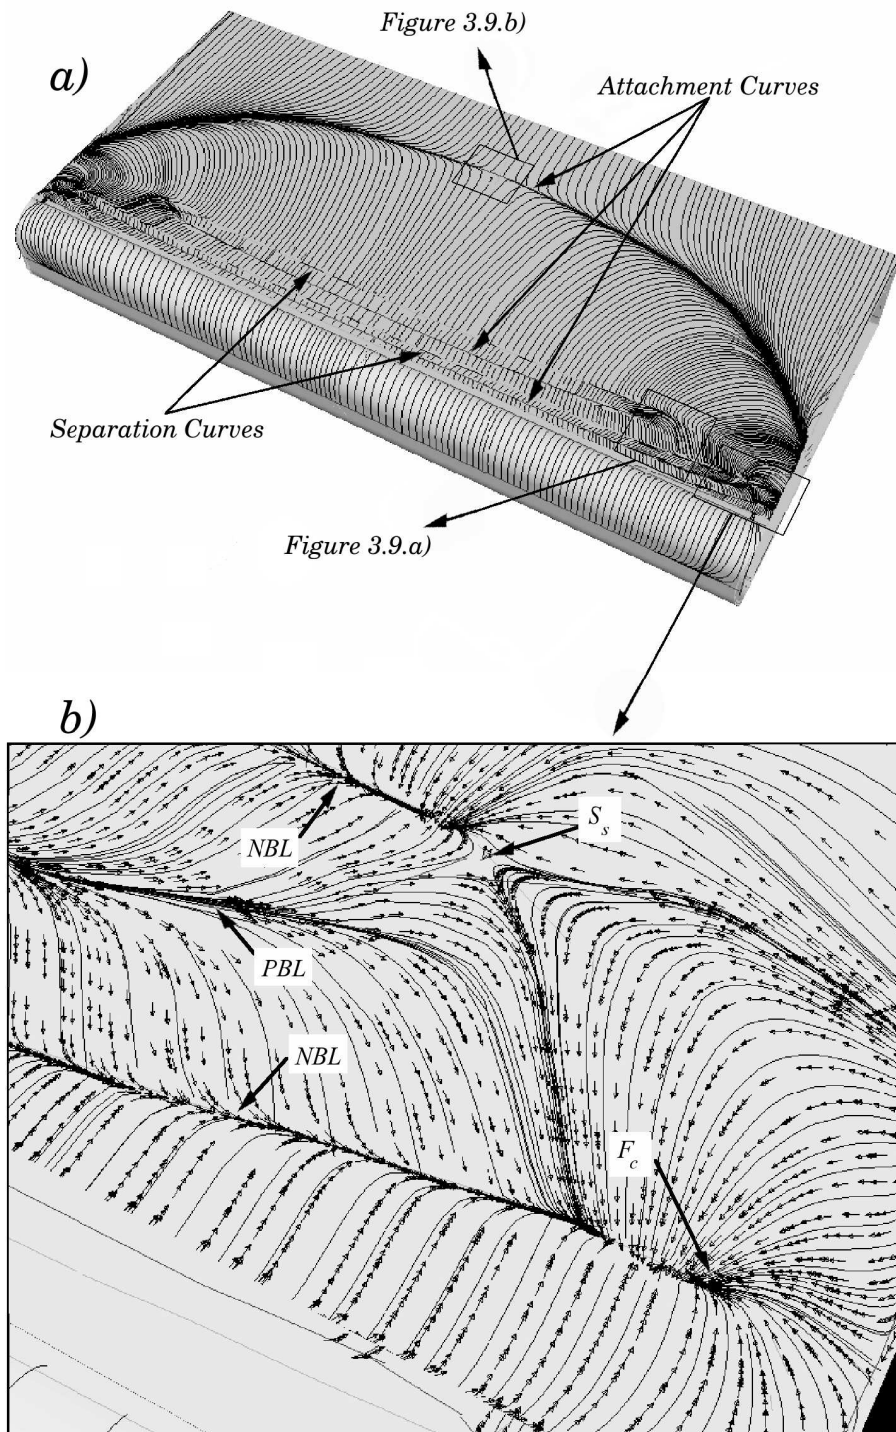 Figure 3.9.b)
a)
Attachment Curves
Separation Curves
Figure 3.9.a)
b)
S_s
NBL
PBL
NBL
F_c